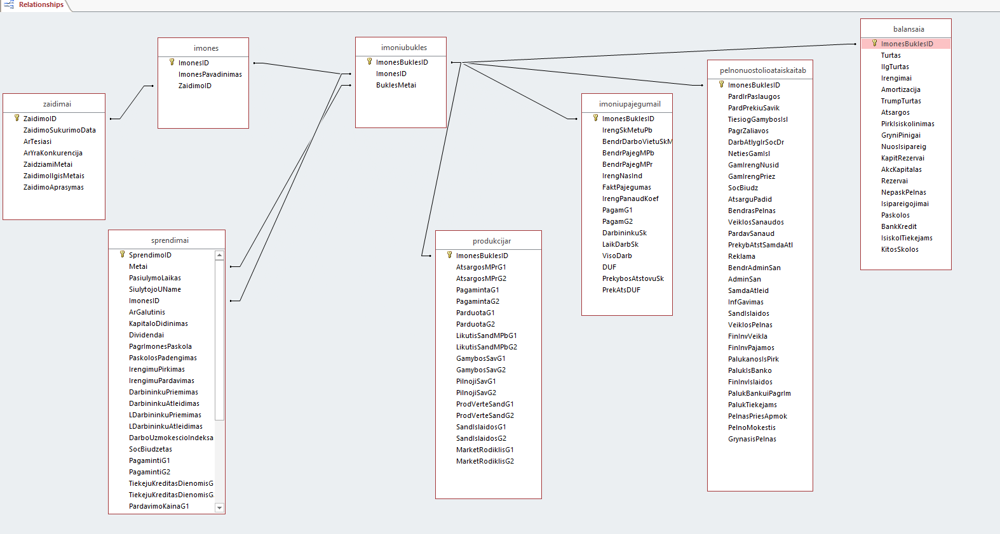 Relationships
zaidimai
ZaidimoID
ZaidimoSukurimoData
ArTesiasi
ArYraKonkurencija
ZaidziamiMetai
ZaidimoIlgisMetais
ZaidimoAprasymas
imones
ImonesID
ImonesPavadinimas
ZaidimoID
sprendimai
SprendimoID
Metai
PasiulymoLaikas
SiulytojoUName
ImonesID
ArGalutinis
KapitaloDidinimas
Dividendai
PagrImonesPaskola
PaskolosPadengimas
IrengimuPirkimas
IrengimuPardavimas
DarbininkuPriemimas
DarbininkuAtleidimas
LDarbininkuPriemimas
LDarbininkuAtleidimas
DarboUzmokescioIndeksa
SocBiudzetas
PagamintiG1
PagamintiG2
TiekejuKreditasDienomisG
TiekejuKreditasDienomisG
PardavimoKainaG1
imoniubukles
ImonesBuklesID
ImonesID
BuklesMetai
produkcijar
ImonesBuklesID
AtsargosMPrG1
AtsargosMPrG2
PagamintaG1
PagamintaG2
ParduotaG1
ParduotaG2
LikutisSandMPbG1
LikutisSandMPbG2
GamybosSavG1
GamybosSavG2
PilnojiSavG1
PilnojiSavG2
ProdVerteSandG1
ProdVerteSandG2
SandIslaidosG1
SandIslaidosG2
MarketRodiklisG1
MarketRodiklisG2
imoniupajegumail
ImonesBuklesID
IrengSkMetuPb
BendrDarboVietuSkM
BendrPajegMPb
BendrPajegMPr
IrengNasInd
FaktPajegumas
IrengPanaudKoef
PagamG1
PagamG2
DarbininkuSk
LaikDarbSk
VisoDarb
DUF
PrekybosAtstovuSk
PrekAtsDUF
pelnonuostolioataiskaitab
ImonesBuklesID
PardIrPaslaugos
PardPrekiuSavik
TiesiogGamybosIsl
PagrZaliavos
DarbAtlygIrSocDr
NetiesGamIsl
GamIrengNusid
GamIrengPriez
SocBiudz
AtsarguPadid
BendrasPelnas
VeiklosSanaudos
PardavSanaud
PrekybAtstSamdaAtl
Reklama
BendrAdminSan
AdminSan
SamdaAtleid
InfGavimas
SandIslaidos
VeiklosPelnas
FinInvVeikla
FinInvPajamos
PalukanosIsPirk
PalukIsBanko
FinInvIslaidos
PalukBankuiPagrIm
PalukTiekejams
PelnasPriesApmok
PelnoMokestis
GrynasisPelnas
balansaia
ImonesBuklesID
Turtas
IlgTurtas
Irengimai
Amortizacija
TrumpTurtas
Atsargos
PirkIsiskolinimas
GryniPinigai
NuosIsipareig
KapitRezervai
AkcKapitalas
Rezervai
NepaskPelnas
Isipareigojimai
Paskolos
BankKredit
IsiskolTiekejams
KitosSkolos